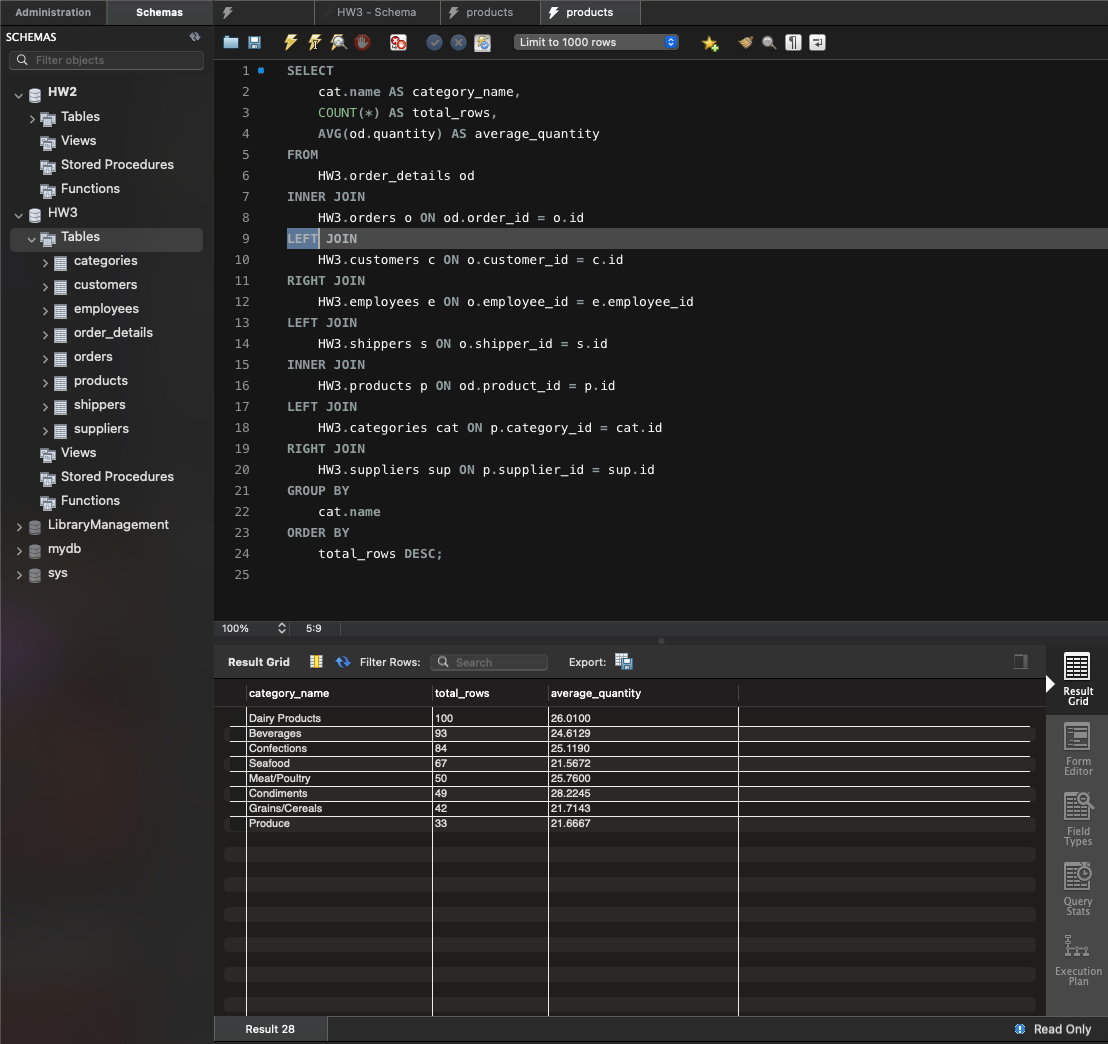 Administration Schemas HW3 - Schema products products
SCHEMAS
Filter objects
Limit to 1000 rows
HW2
Tables
Views
Stored Procedures
Functions
HW3
Tables
categories
customers
employees
order_details
orders
products
shippers
suppliers
Views
Stored Procedures
Functions
LibraryManagement
mydb
sys
1 SELECT
2 cat.name AS category_name,
3 COUNT(*) AS total_rows,
4 AVG(od.quantity) AS average_quantity
5 FROM
6 HW3.order_details od
7 INNER JOIN
8 HW3.orders o ON od.order_id = o.id
9 LEFT JOIN
10 HW3.customers c ON o.customer_id = c.id
11 RIGHT JOIN
12 HW3.employees e ON o.employee_id = e.employee_id
13 LEFT JOIN
14 HW3.shippers s ON o.shipper_id = s.id
15 INNER JOIN
16 HW3.products p ON od.product_id = p.id
17 LEFT JOIN
18 HW3.categories cat ON p.category_id = cat.id
19 RIGHT JOIN
20 HW3.suppliers sup ON p.supplier_id = sup.id
21 GROUP BY
22 cat.name
23 ORDER BY
24 total_rows DESC;
25
100% 5:9
Result Grid Filter Rows: Search Export:
category_name total_rows average_quantity
Dairy Products 100 26.0100
Beverages 93 24.6129
Confections 84 25.1190
Seafood 67 21.5672
Meat/Poultry 50 25.7600
Condiments 49 28.2245
Grains/Cereals 42 21.7143
Produce 33 21.6667
Result
Grid
Form
Editor
Field
Types
Query
Stats
Execution
Plan
Result 28 Read Only